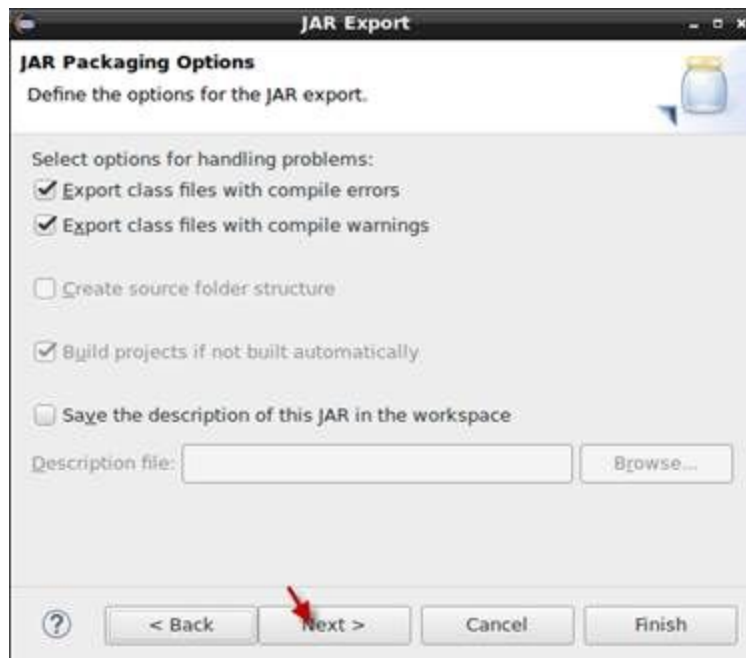 JAR Export
JAR Packaging Options
Define the options for the JAR export.
Select options for handling problems:
Export class files with compile errors
Export class files with compile warnings
Create source folder structure
Build projects if not built automatically
Save the description of this JAR in the workspace
Description file:
Browse...
? < Back Next > Cancel Finish